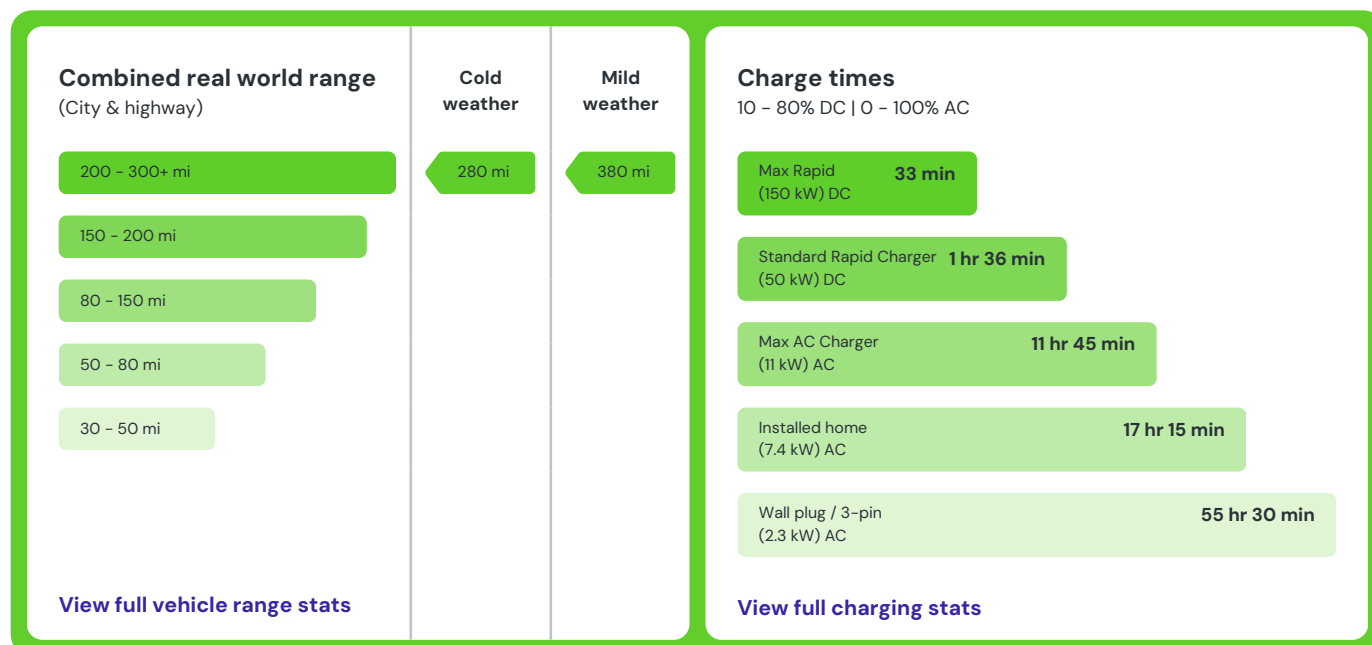 Combined real world range
(City & highway)
Cold
weather
Mild
weather
200 - 300+ mi
280 mi
380 mi
150 - 200 mi
80 - 150 mi
50 - 80 mi
30 - 50 mi
View full vehicle range stats
Charge times
10 - 80% DC | 0 - 100% AC
Max Rapid
(150 kW) DC
33 min
Standard Rapid Charger
(50 kW) DC
1 hr 36 min
Max AC Charger
(11 kW) AC
11 hr 45 min
Installed home
(7.4 kW) AC
17 hr 15 min
Wall plug / 3-pin
(2.3 kW) AC
55 hr 30 min
View full charging stats